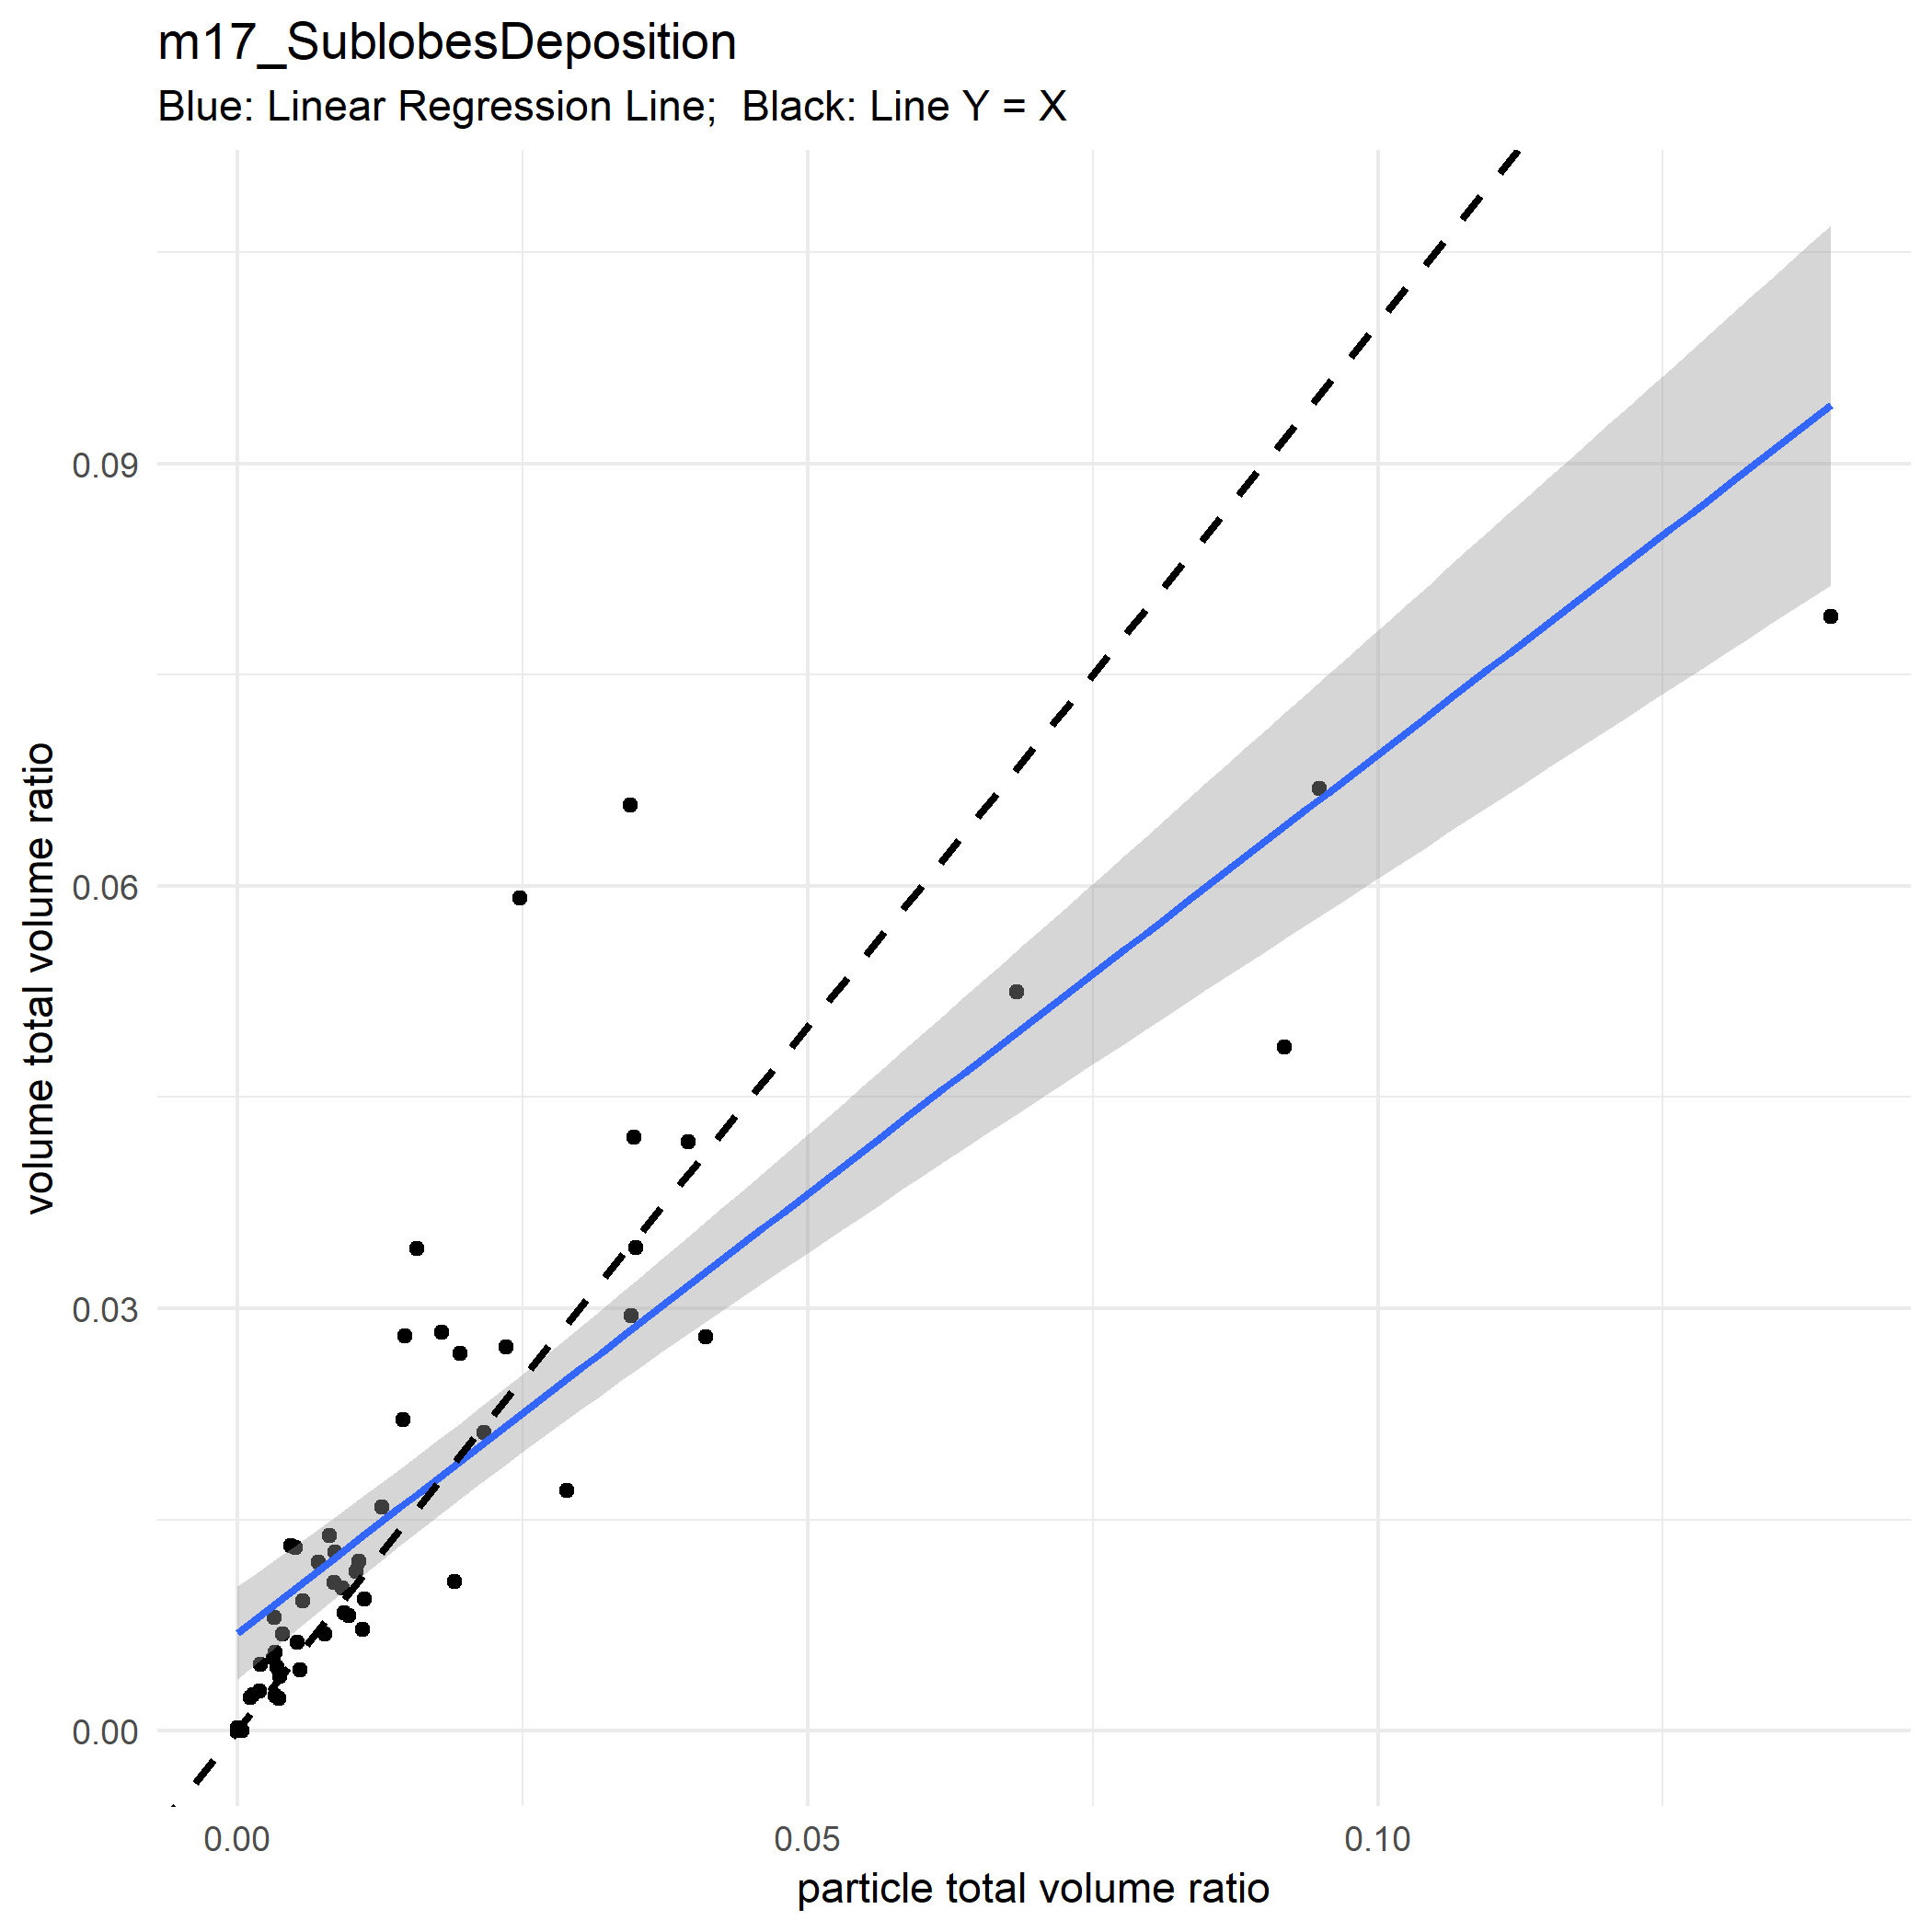 m17_SublobesDeposition
Blue: Linear Regression Line;  Black: Line Y = X
volume total volume ratio
0.09
0.06
0.03
0.00
0.00
0.05
0.10
particle total volume ratio